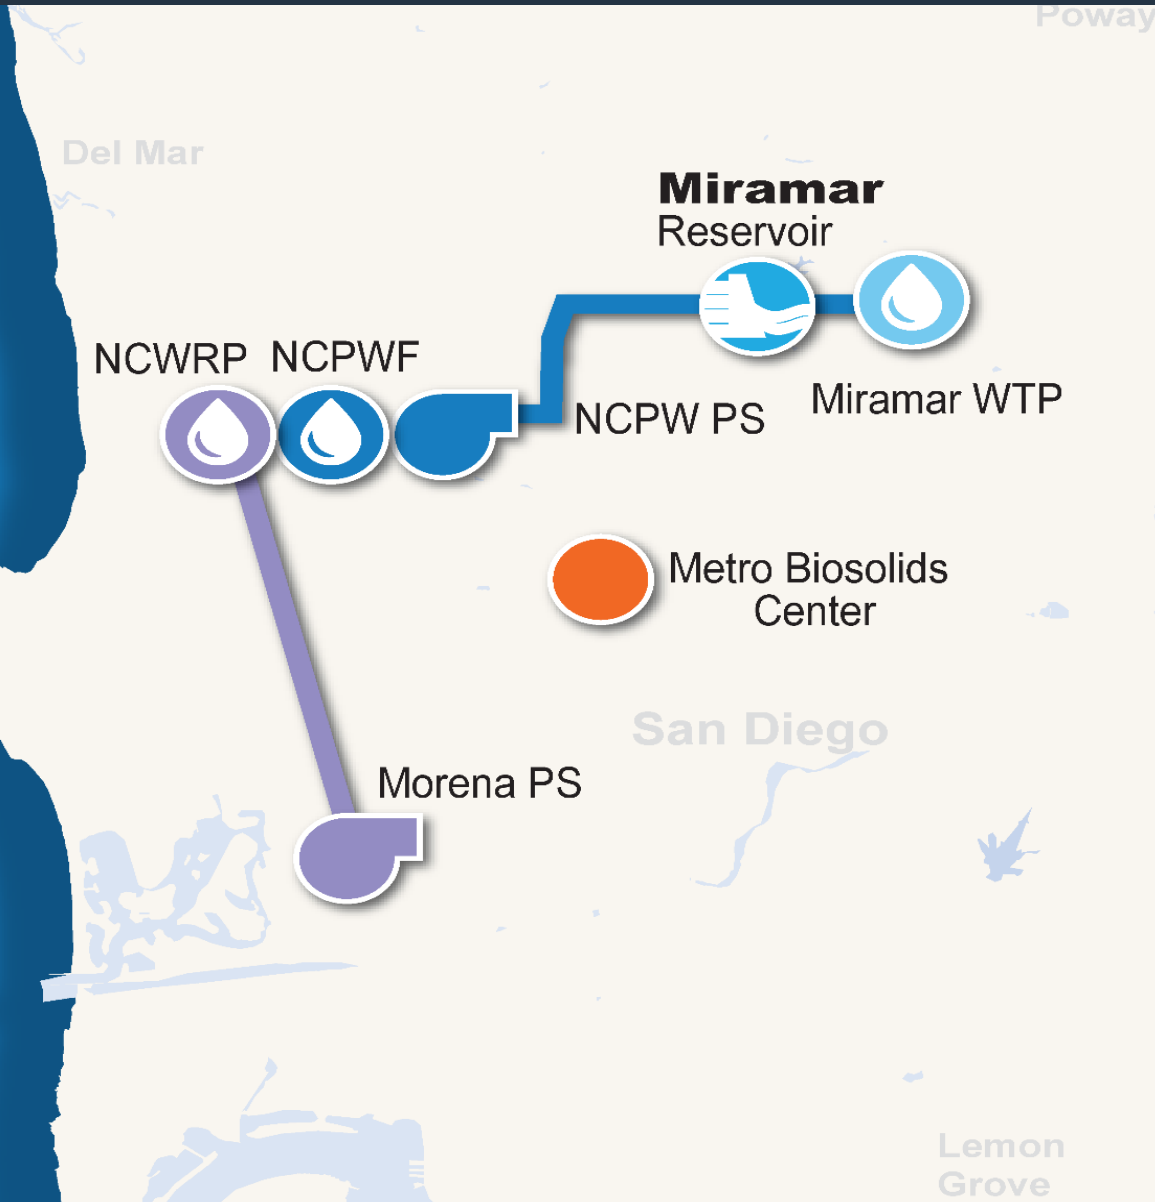 Poway
Del Mar
Miramar
Reservoir
NCWRP
NCPWF
NCPW PS
Miramar WTP
Metro Biosolids
Center
San Diego
Morena PS
Lemon
Grove